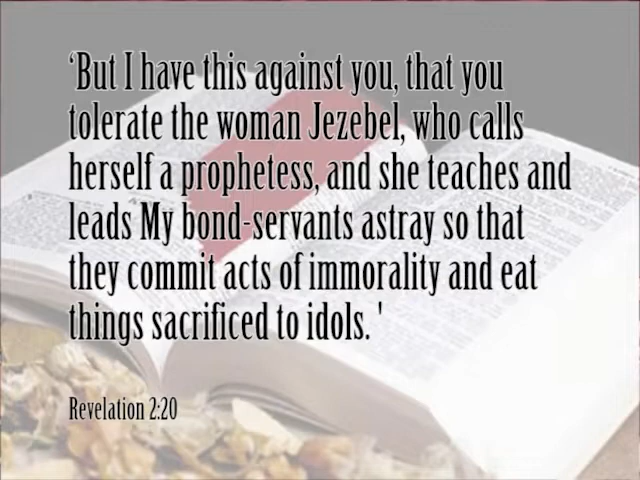 ‘But I have this against you, that you
tolerate the woman Jezebel, who calls
herself a prophetess, and she teaches and
leads My bond-servants astray so that
they commit acts of immorality and eat
things sacrificed to idols. '
Revelation 2:20